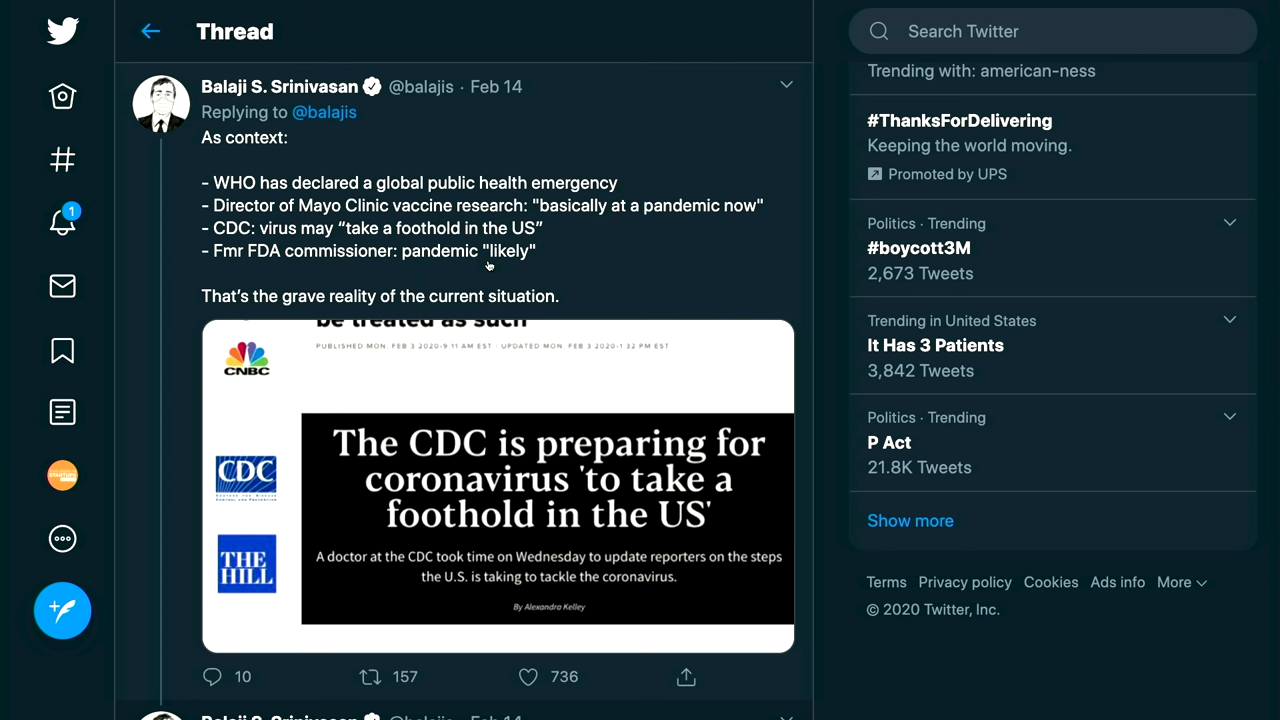 Thread
Balaji S. Srinivasan @balajis · Feb 14
Replying to @balajis
As context:
- WHO has declared a global public health emergency
- Director of Mayo Clinic vaccine research: "basically at a pandemic now"
- CDC: virus may “take a foothold in the US”
- Fmr FDA commissioner: pandemic "likely"
That’s the grave reality of the current situation.
be treated as such
PUBLISHED MON, FEB 3 2020·9:11 AM EST · UPDATED MON, FEB 3 2020·1:32 PM EST
CNBC
The CDC is preparing for
coronavirus 'to take a
foothold in the US'
CDC
A doctor at the CDC took time on Wednesday to update reporters on the steps
the U.S. is taking to tackle the coronavirus.
THE
HILL
By Alexandra Kelley
10
157
736
Balaji S. Srinivasan @balajis · Feb 14
1
Search Twitter
Trending with: american-ness
#ThanksForDelivering
Keeping the world moving.
Promoted by UPS
Politics · Trending
#boycott3M
2,673 Tweets
Trending in United States
It Has 3 Patients
3,842 Tweets
Politics · Trending
P Act
21.8K Tweets
Show more
Terms Privacy policy Cookies Ads info More
© 2020 Twitter, Inc.